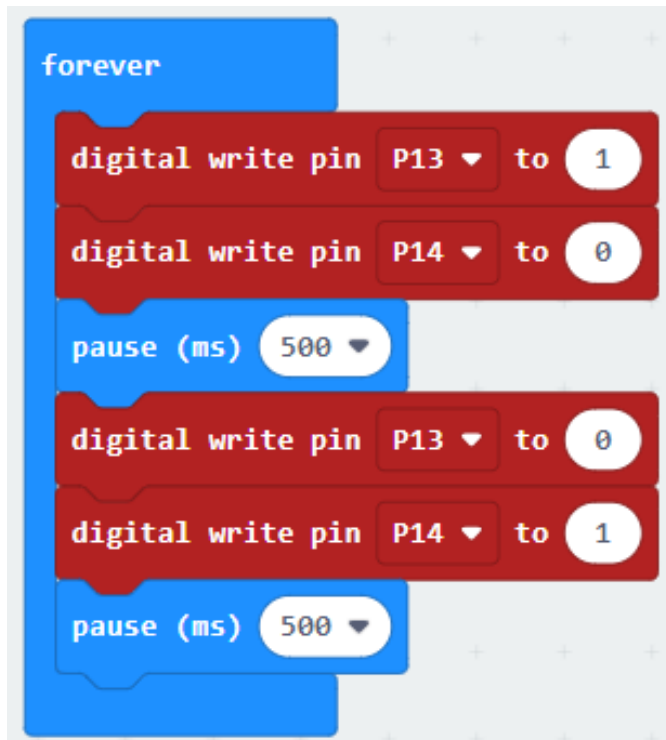 forever
digital write pin P13 to 1
digital write pin P14 to 0
pause (ms) 500
digital write pin P13 to 0
digital write pin P14 to 1
pause (ms) 500